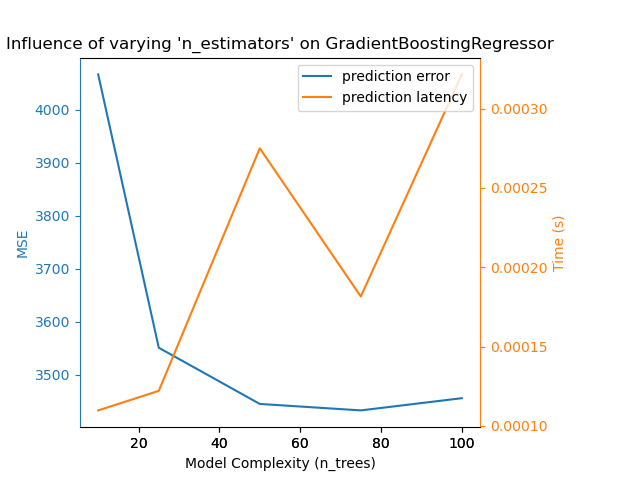 Influence of varying 'n_estimators' on GradientBoostingRegressor
prediction error
prediction latency
4000
3900
3800
3700
3600
3500
MSE
0.00030
0.00025
0.00020
0.00015
0.00010
Time (s)
20 40 60 80 100
Model Complexity (n_trees)